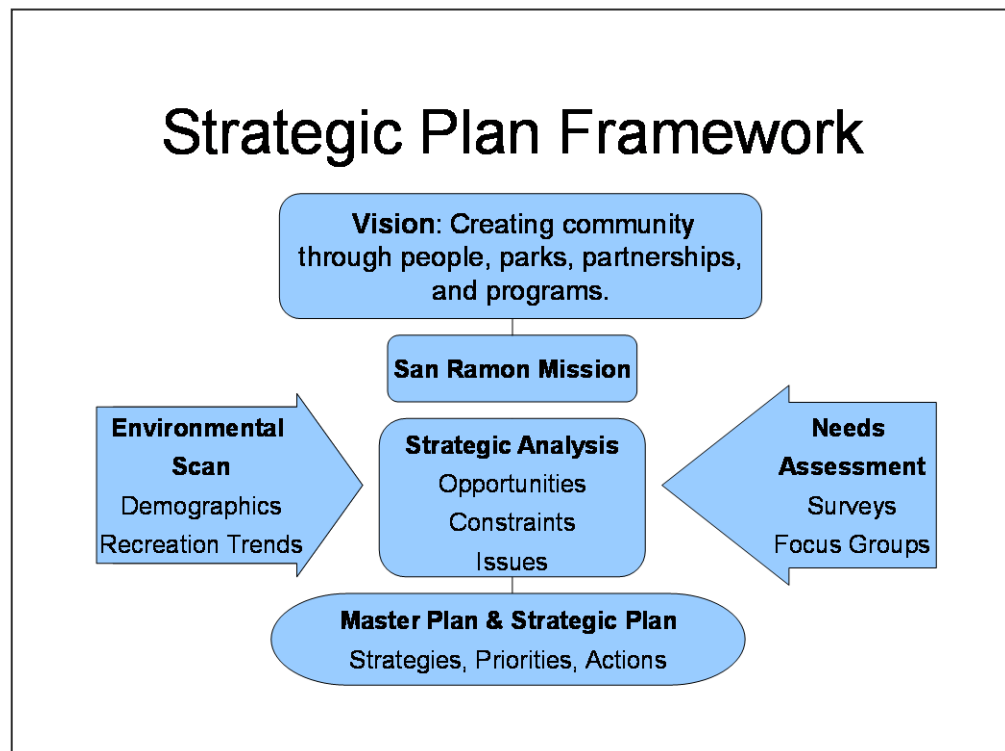 Strategic Plan Framework
Vision: Creating community
through people, parks, partnerships,
and programs.
San Ramon Mission
Environmental
Scan
Demographics
Recreation Trends
Strategic Analysis
Opportunities
Constraints
Issues
Needs
Assessment
Surveys
Focus Groups
Master Plan & Strategic Plan
Strategies, Priorities, Actions